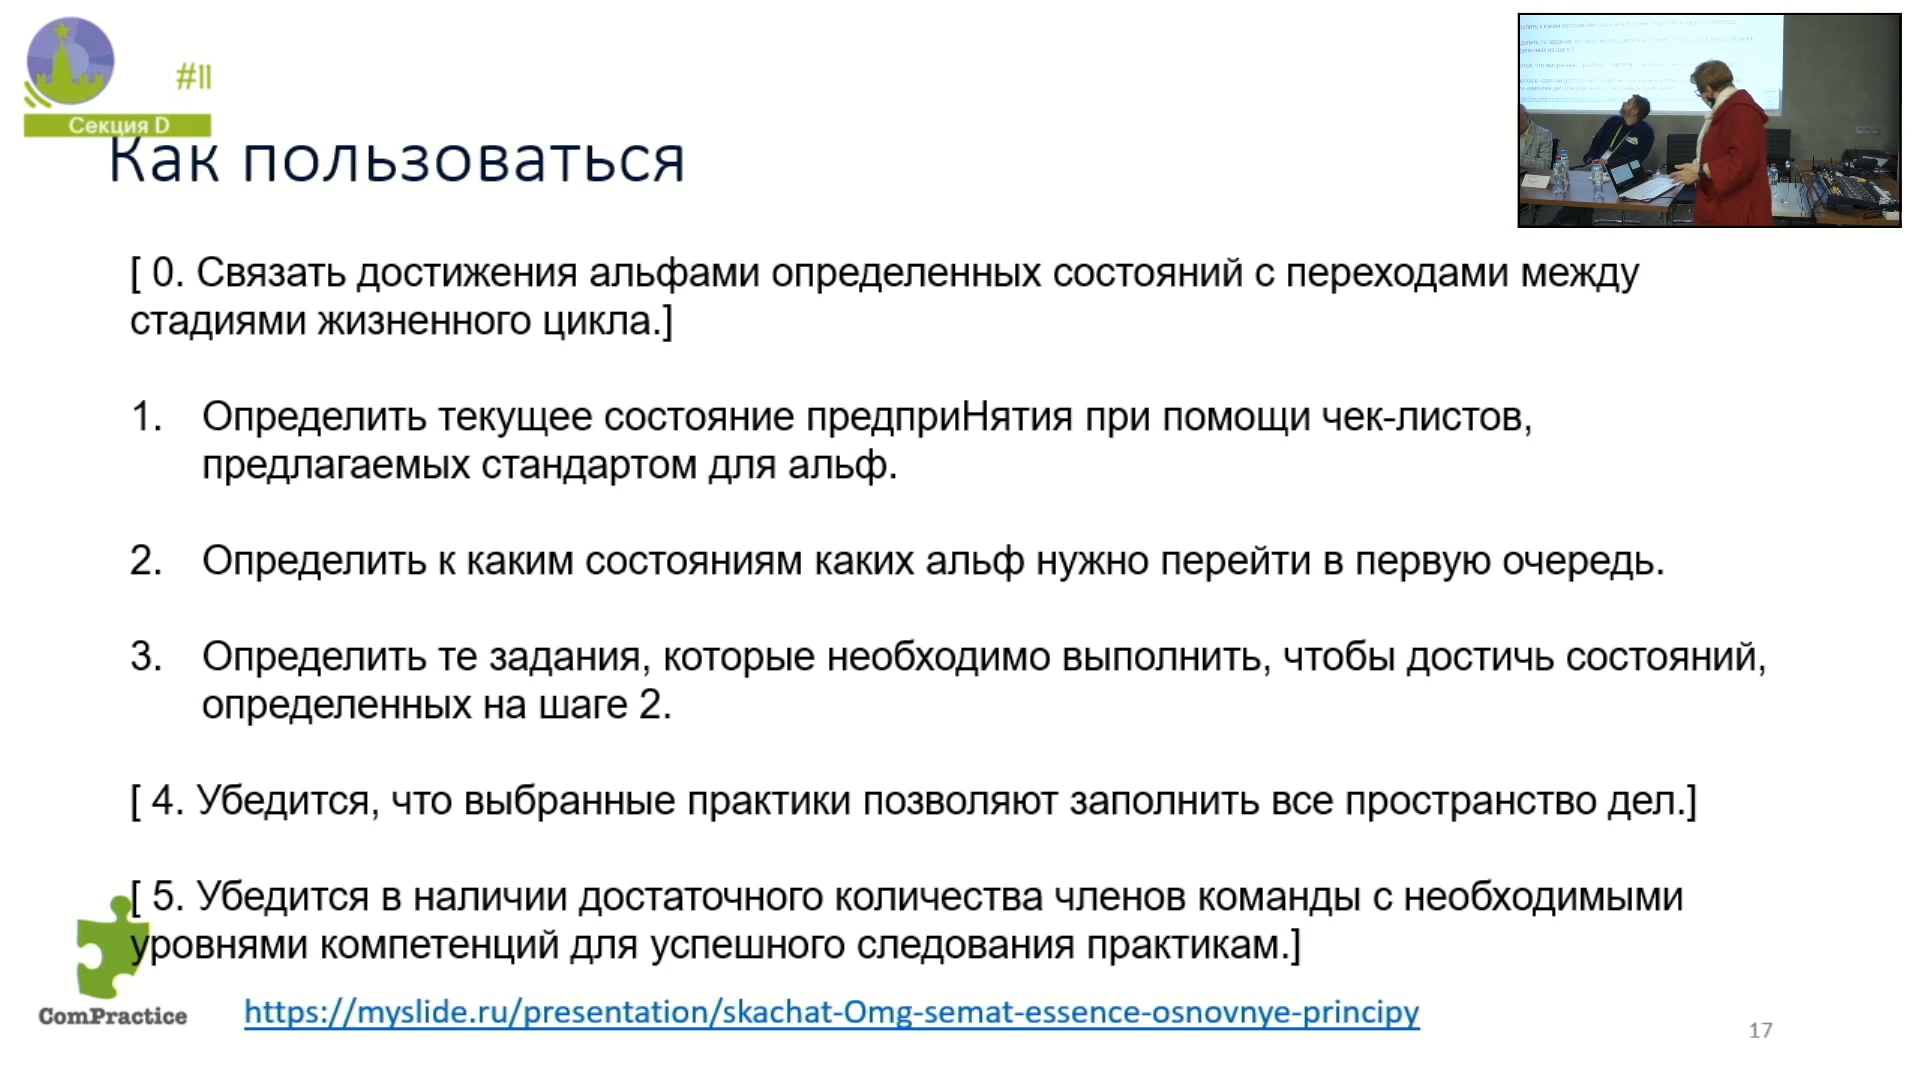 #11
Секция D
Как пользоваться
[ 0. Связать достижения альфами определенных состояний с переходами между
стадиями жизненного цикла.]
1. Определить текущее состояние предприНятия при помощи чек-листов,
предлагаемых стандартом для альф.
2. Определить к каким состояниям каких альф нужно перейти в первую очередь.
3. Определить те задания, которые необходимо выполнить, чтобы достичь состояний,
определенных на шаге 2.
[ 4. Убедится, что выбранные практики позволяют заполнить все пространство дел.]
[ 5. Убедится в наличии достаточного количества членов команды с необходимыми
уровнями компетенций для успешного следования практикам.]
ComPractice
https://myslide.ru/presentation/skachat-Omg-semat-essence-osnovnye-principy
17